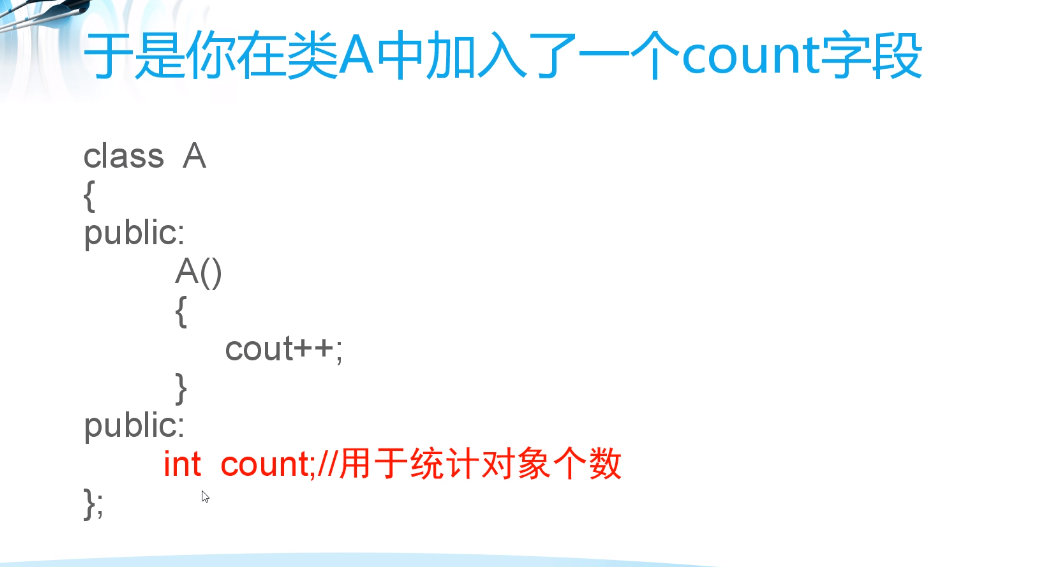 于是你在类A中加入了一个count字段
class A
{
public:
A()
{
cout++;
}
public:
int count;//用于统计对象个数
};